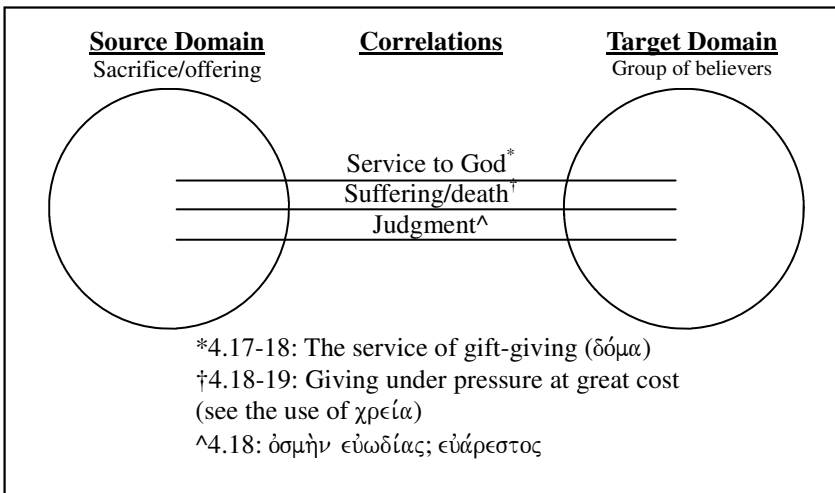 Source Domain Correlations Target Domain
Sacrifice/offering Group of believers
Service to God*
Suffering/death†
Judgment^
*4.17-18: The service of gift-giving (δόμα)
†4.18-19: Giving under pressure at great cost
(see the use of χρεία)
^4.18: ὀσμὴν εὐωδίας; εὐάρεστος